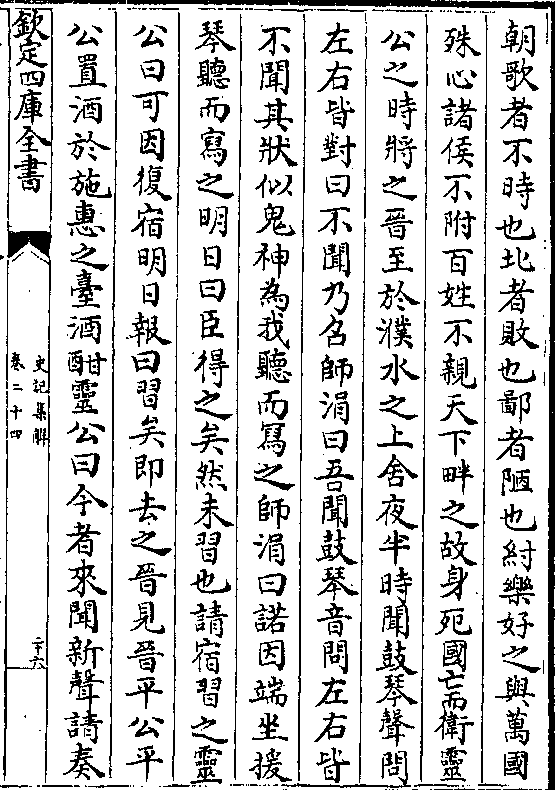 朝歌者不時也北者敗也鄙者陋也紂樂好之與萬國
殊心諸侯不附百姓不親天下畔之故身死國亡而衛靈
公之時將之晉至於濮水之上舍夜半時聞鼓琴聲問
左右皆對曰不聞乃召師涓曰吾聞鼓琴音問左右皆
不聞其狀似鬼神為我聽而寫之師涓曰諾因端坐援
琴聽而寫之明日曰臣得之矣然未習也請宿習之靈
公曰可因復宿明日報曰習矣即去之晉見晉平公平
公置酒於施惠之臺酒酣靈公曰今者來聞新聲請奏
欽定四庫全書
史記集解
卷二十四
二十六